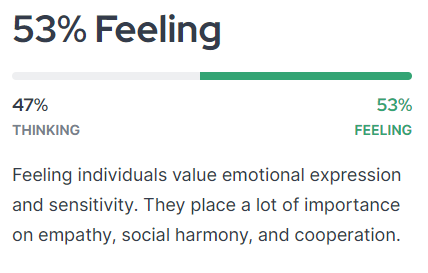 53% Feeling
47%
53%
THINKING
FEELING
Feeling individuals value emotional expression
and sensitivity. They place a lot of importance
on empathy, social harmony, and cooperation.